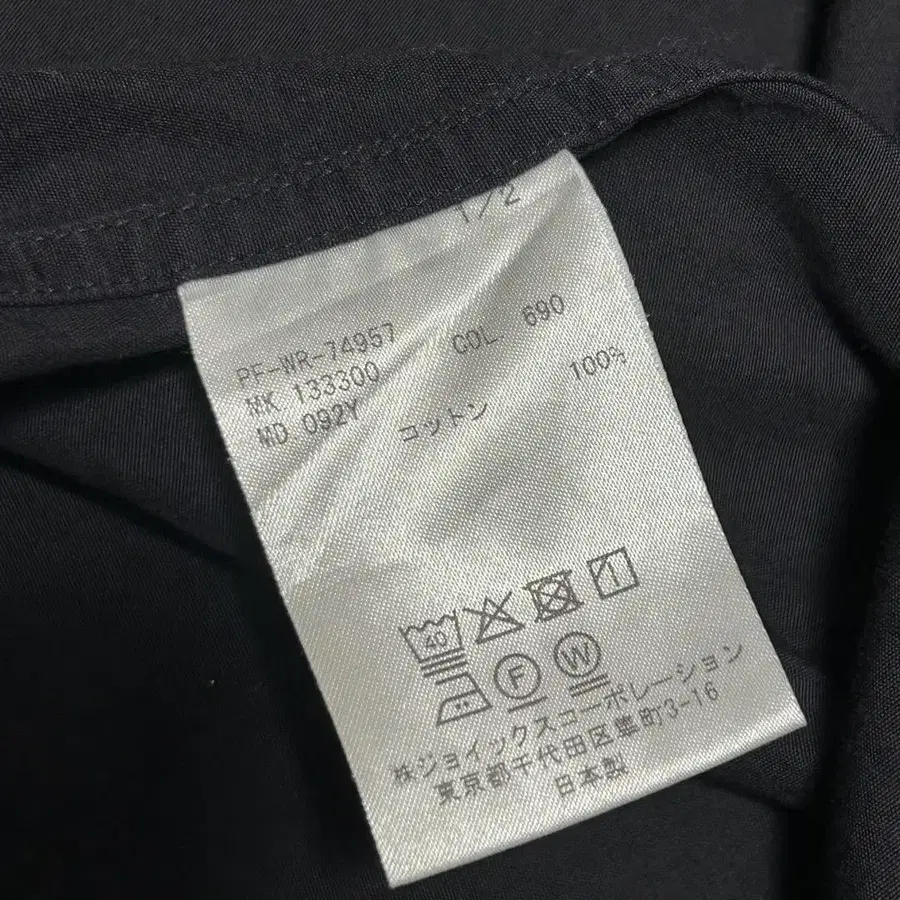 1/2
PF-WR-74957 COL 690
MK 133300
MD 092Y
コットン 100%
40
F W
㈱ジョイックスコーポレーション
東京都千代田区隼町3-16
日本製